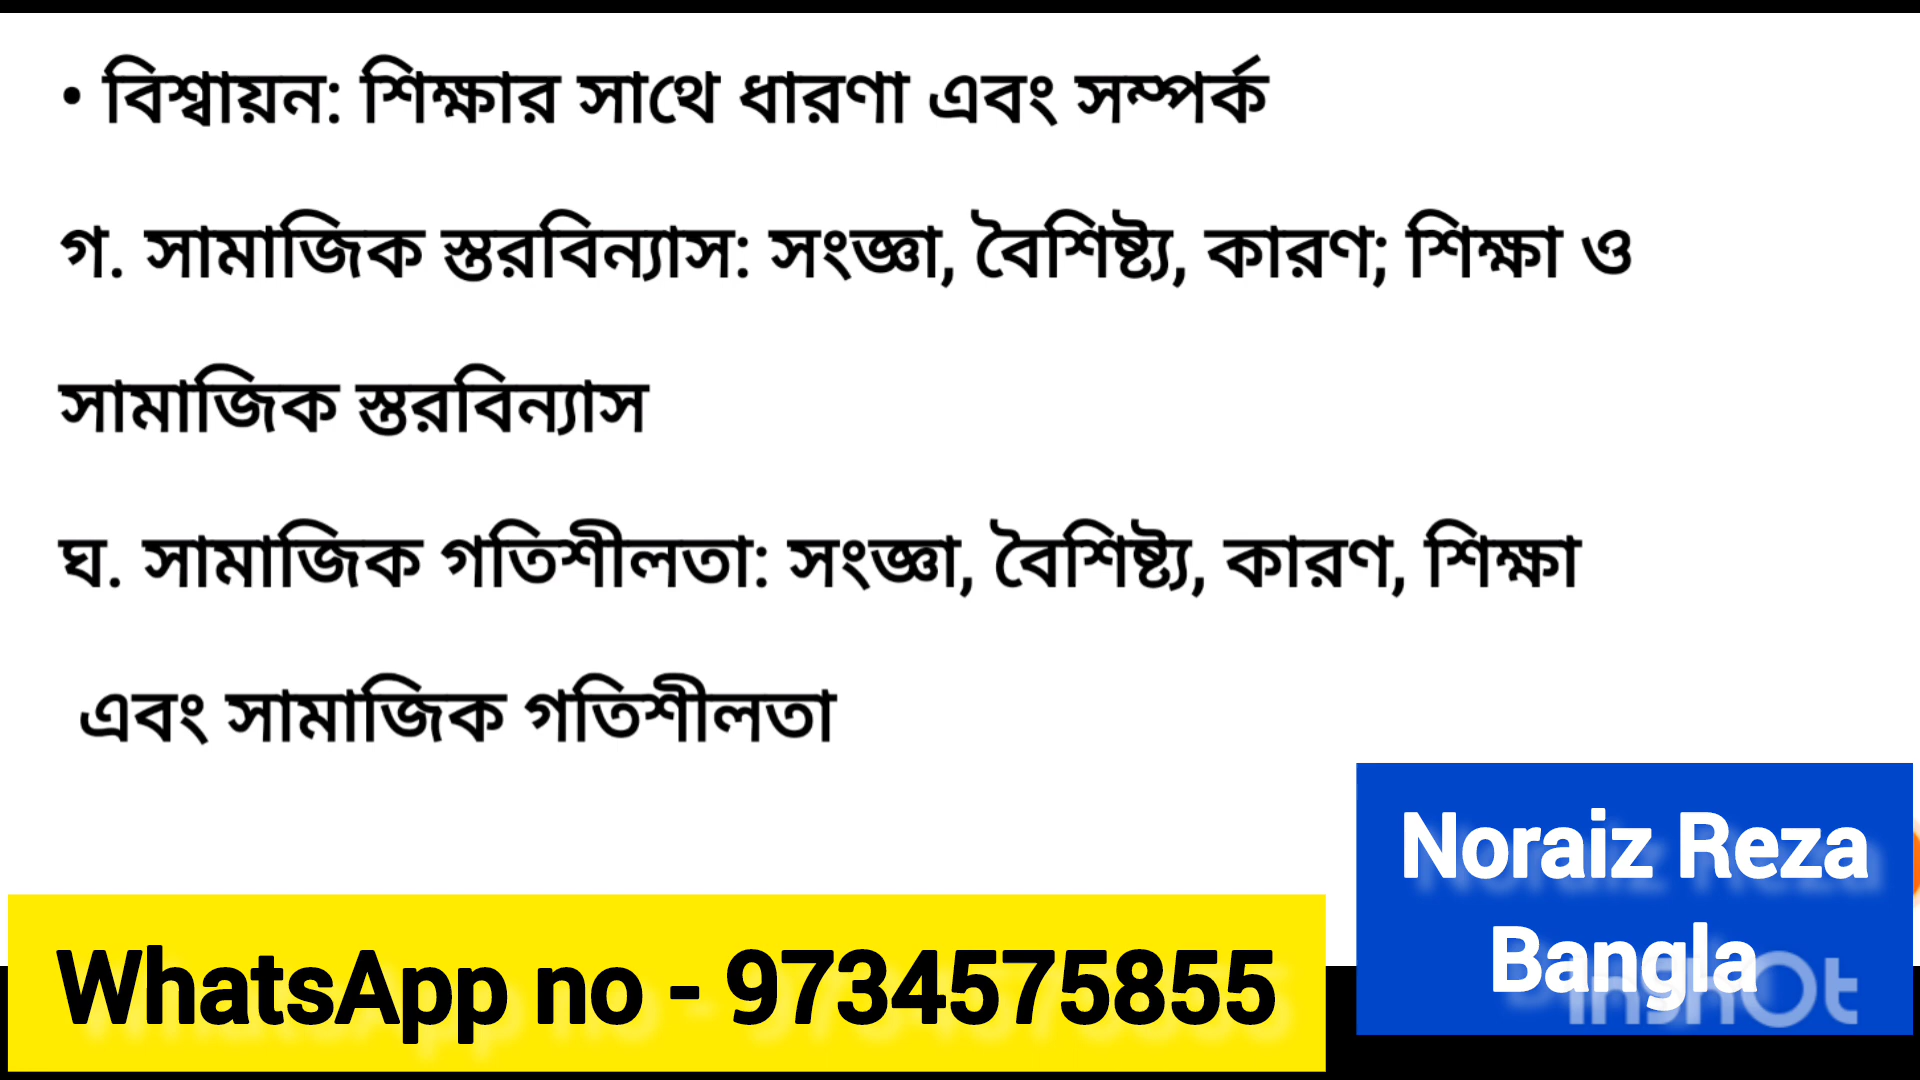 • বিশ্বায়ন: শিক্ষার সাথে ধারণা এবং সম্পর্ক
গ. সামাজিক স্তরবিন্যাস: সংজ্ঞা, বৈশিষ্ট্য, কারণ; শিক্ষা ও
সামাজিক স্তরবিন্যাস
ঘ. সামাজিক গতিশীলতা: সংজ্ঞা, বৈশিষ্ট্য, কারণ, শিক্ষা
এবং সামাজিক গতিশীলতা
Noraiz Reza
Bangla
InShOt
WhatsApp no - 9734575855